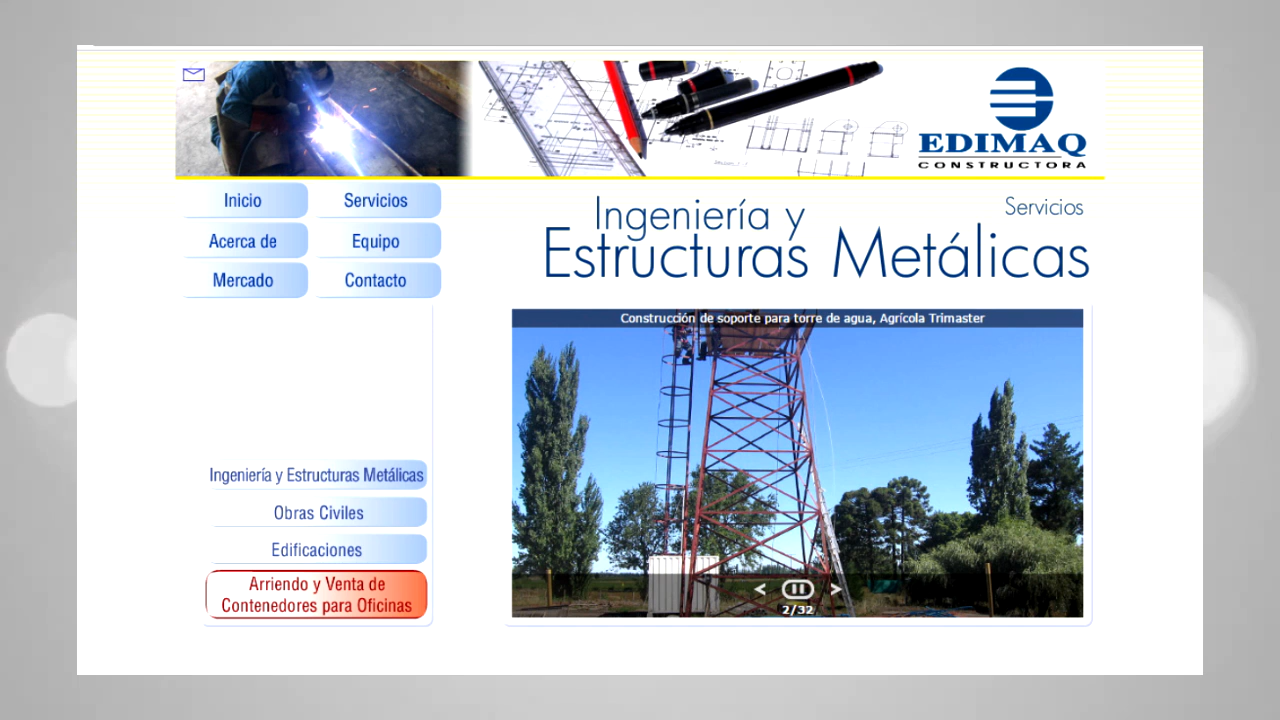 EDIMAQ
CONSTRUCTORA
Inicio
Servicios
Acerca de
Equipo
Mercado
Contacto
Servicios
Ingeniería y
Estructuras Metálicas
Construcción de soporte para torre de agua, Agrícola Trimaster
Ingeniería y Estructuras Metálicas
Obras Civiles
Edificaciones
Arriendo y Venta de
Contenedores para Oficinas
< >
2/32